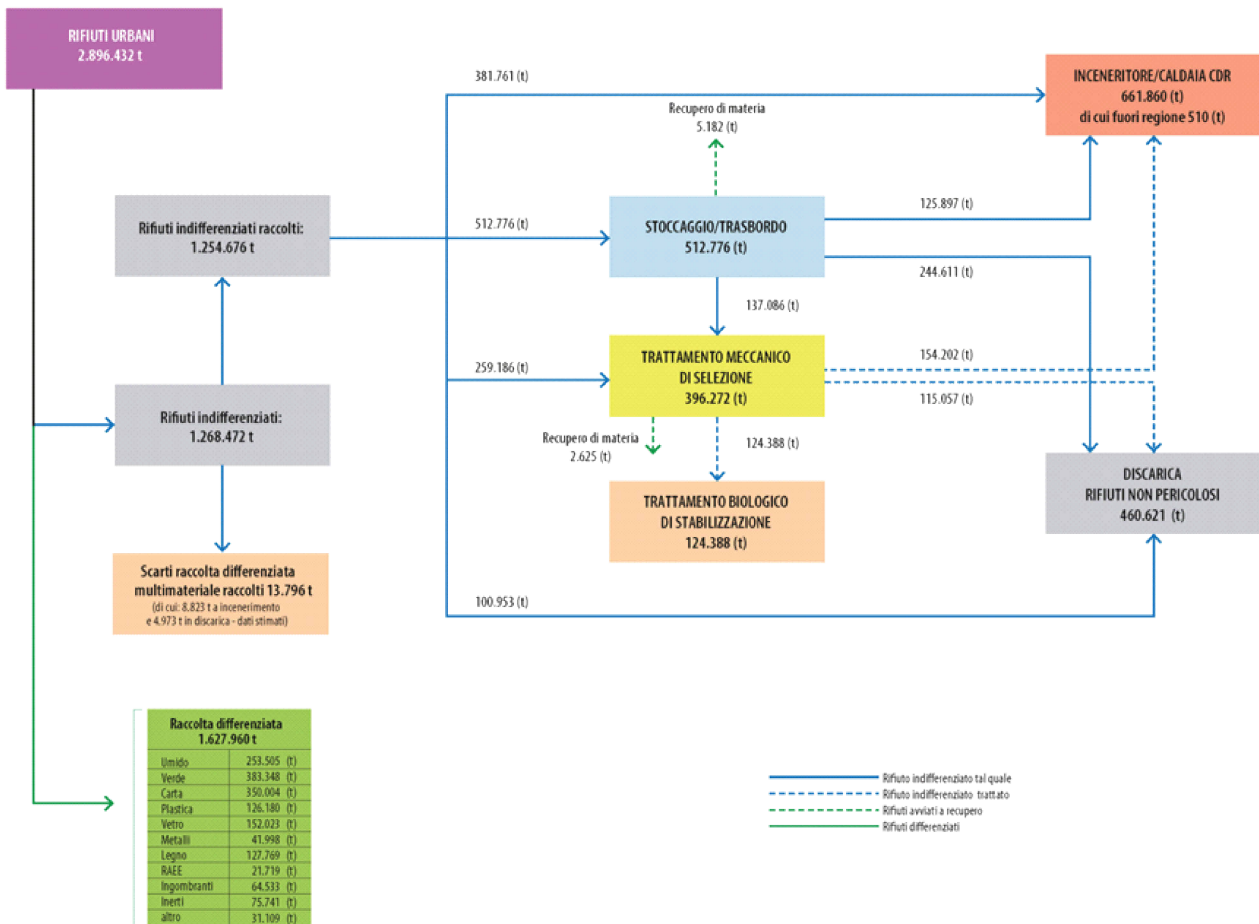 RIFIUTI URBANI
2.896.432 t
381.761 (t)
INCENERITORE/CALDAIA CDR
661.860 (t)
di cui fuori regione 510 (t)
Recupero di materia
5.182 (t)
Rifiuti indifferenziati raccolti:
1.254.676 t
512.776 (t)
STOCCAGGIO/TRASBORDO
512.776 (t)
125.897 (t)
244.611 (t)
137.086 (t)
259.186 (t)
TRATTAMENTO MECCANICO
DI SELEZIONE
396.272 (t)
154.202 (t)
115.057 (t)
Rifiuti indifferenziati:
1.268.472 t
Recupero di materia
2.625 (t)
124.388 (t)
TRATTAMENTO BIOLOGICO
DI STABILIZZAZIONE
124.388 (t)
DISCARICA
RIFIUTI NON PERICOLOSI
460.621 (t)
Scarti raccolta differenziata
multimateriale raccolti 13.796 t
(di cui: 8.823 t a incenerimento
e 4.973 t in discarica - dati stimati)
100.953 (t)
Raccolta differenziata
1.627.960 t
Umido 253.505 (t)
Verde 383.348 (t)
Carta 350.004 (t)
Plastica 126.180 (t)
Vetro 152.023 (t)
Metalli 41.998 (t)
Legno 127.769 (t)
RAEE 21.719 (t)
Ingombranti 64.533 (t)
Inerti 75.741 (t)
altro 31.109 (t)
Rifiuto indifferenziato tal quale
Rifiuto indifferenziato trattato
Rifiuti avviati a recupero
Rifiuti differenziati